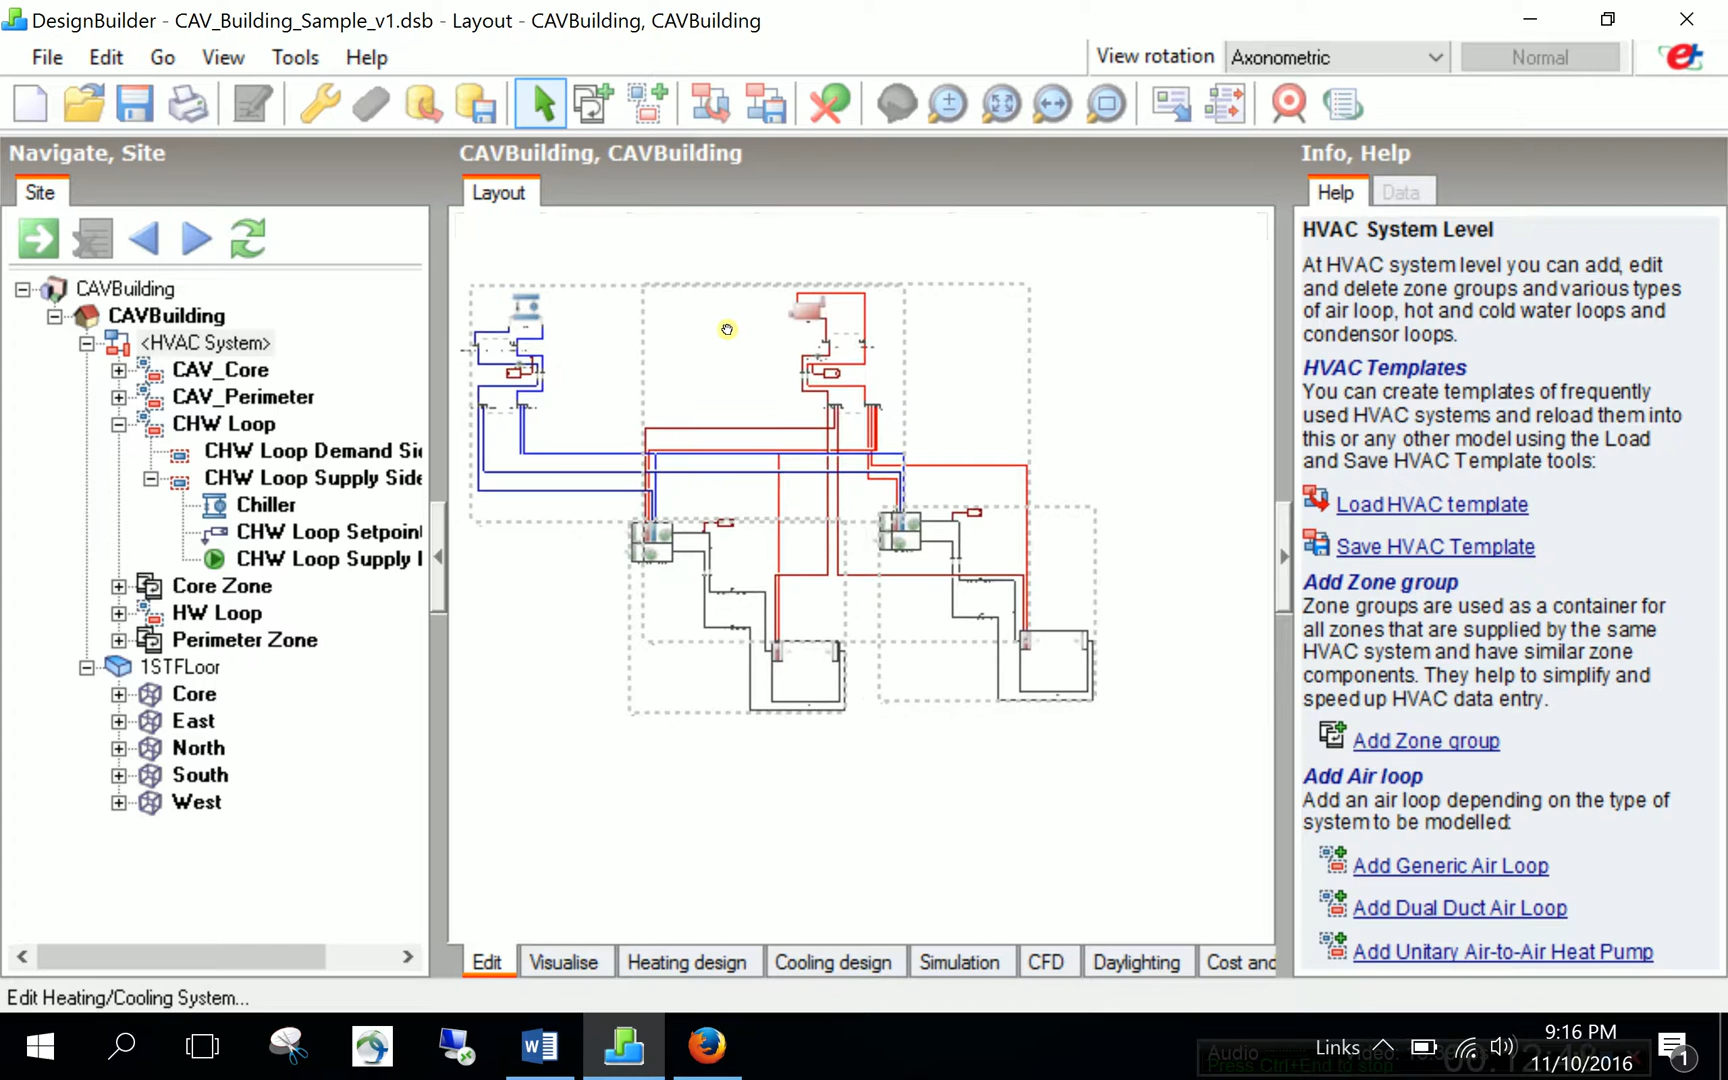 DesignBuilder - CAV_Building_Sample_v1.dsb - Layout - CAVBuilding, CAVBuilding
File Edit Go View Tools Help
View rotation Axonometric Normal
Navigate, Site
CAVBuilding, CAVBuilding
Info, Help
Site
Layout
Help Data
CAVBuilding
CAVBuilding
<HVAC System>
CAV_Core
CAV_Perimeter
CHW Loop
CHW Loop Demand Si
CHW Loop Supply Side
Chiller
CHW Loop Setpoin
CHW Loop Supply
Core Zone
HW Loop
Perimeter Zone
1STFloor
Core
East
North
South
West
HVAC System Level
At HVAC system level you can add, edit
and delete zone groups and various types
of air loop, hot and cold water loops and
condensor loops.
HVAC Templates
You can create templates of frequently
used HVAC systems and reload them into
this or any other model using the Load
and Save HVAC Template tools:
Load HVAC template
Save HVAC Template
Add Zone group
Zone groups are used as a container for
all zones that are supplied by the same
HVAC system and have similar zone
components. They help to simplify and
speed up HVAC data entry.
Add Zone group
Add Air loop
Add an air loop depending on the type of
system to be modelled:
Add Generic Air Loop
Add Dual Duct Air Loop
Add Unitary Air-to-Air Heat Pump
Edit Visualise Heating design Cooling design Simulation CFD Daylighting Cost and
Edit Heating/Cooling System...
Links
9:16 PM
11/10/2016
1
Audio
Press Ctrl+End to stop